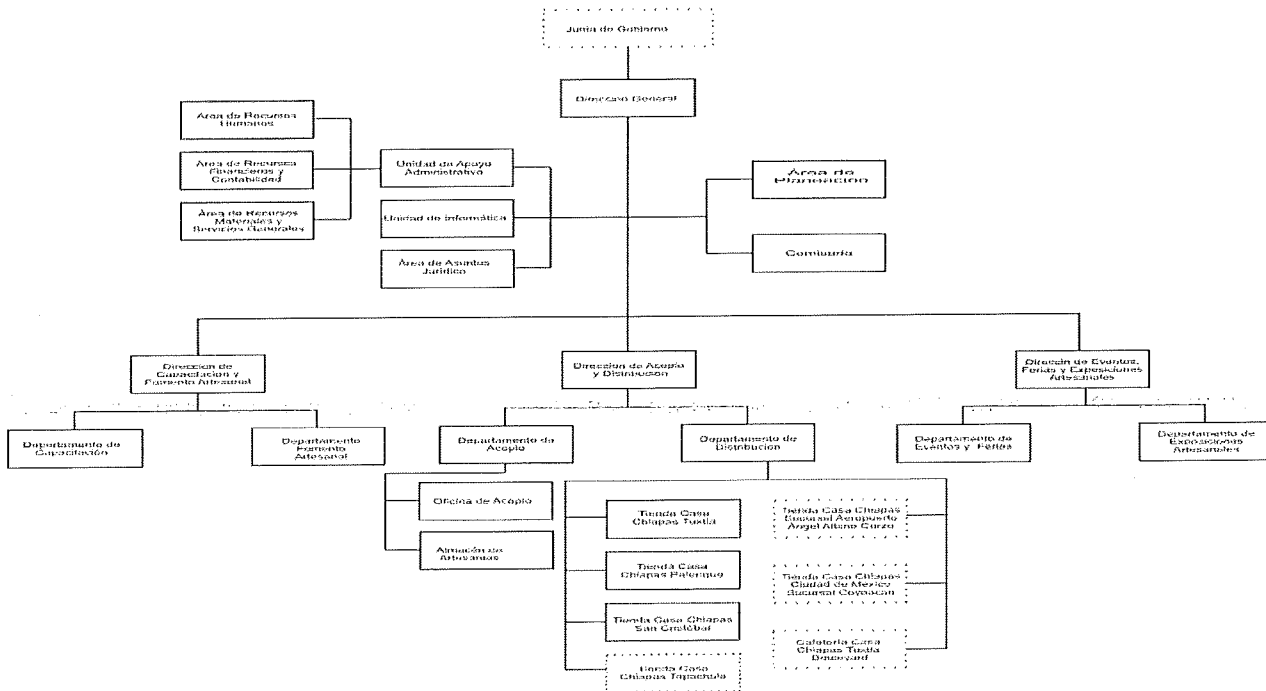 Junta de Gobierno
Dirección General
Área de Recursos
Humanos
Área de Recursos
Financieros y
Contabilidad
Área de Recursos
Materiales y
Servicios Generales
Unidad de Apoyo
Administrativo
Unidad de Informática
Área de Asuntos
Jurídico
Área de
Planeación
Comisaría
Dirección de
Capacitación y
Fomento Artesanal
Dirección de Acopio
y Distribución
Direccín de Eventos,
Ferias y Exposiciones
Artesanales
Departamento de
Capacitación
Departamento
Fomento
Artesanal
Departamento de
Acopio
Departamento de
Distribución
Departamento de
Eventos y Ferias
Departamento de
Exposiciones
Artesanales
Oficina de Acopio
Almacén de
Artesanías
Tienda Casa
Chiapas Tuxtla
Tienda Casa
Chiapas Palenque
Tienda Casa Chiapas
San Cristóbal
Tienda Casa
Chiapas Tapachula
Tienda Casa Chiapas
Sucursal Aeropuerto
Ángel Albino Corzo
Tienda Casa Chiapas
Ciudad de México
Sucursal Coyoacán
Cafetería Casa
Chiapas Tuxtla
Boulevard